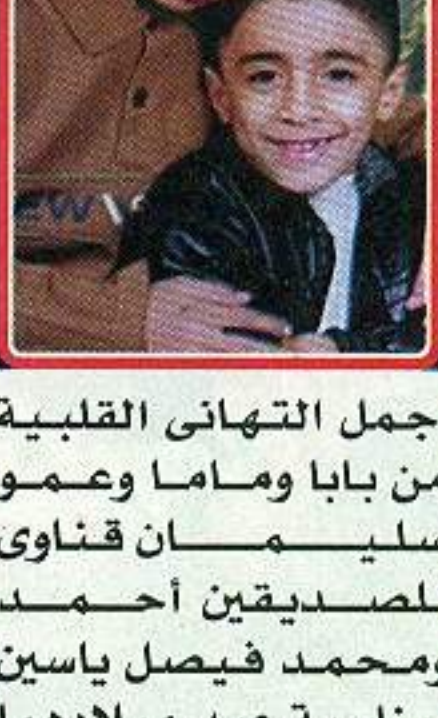 جمل التهانى القلبية
من بابا وماما وعمو
سليمان قناوى
لصديقين أحمد
ومحمد فيصل ياسين